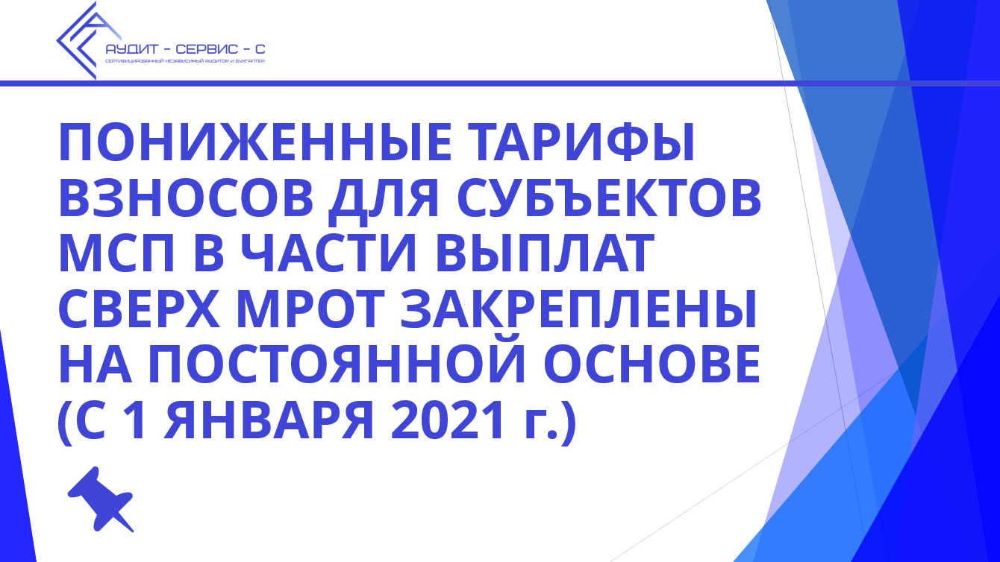 АУДИТ - СЕРВИС - С
СЕРТИФИЦИРОВАННЫЙ НЕЗАВИСИМЫЙ АУДИТОР И БУХГАЛТЕР
ПОНИЖЕННЫЕ ТАРИФЫ
ВЗНОСОВ ДЛЯ СУБЪЕКТОВ
МСП В ЧАСТИ ВЫПЛАТ
СВЕРХ МРОТ ЗАКРЕПЛЕНЫ
НА ПОСТОЯННОЙ ОСНОВЕ
(С 1 ЯНВАРЯ 2021 г.)